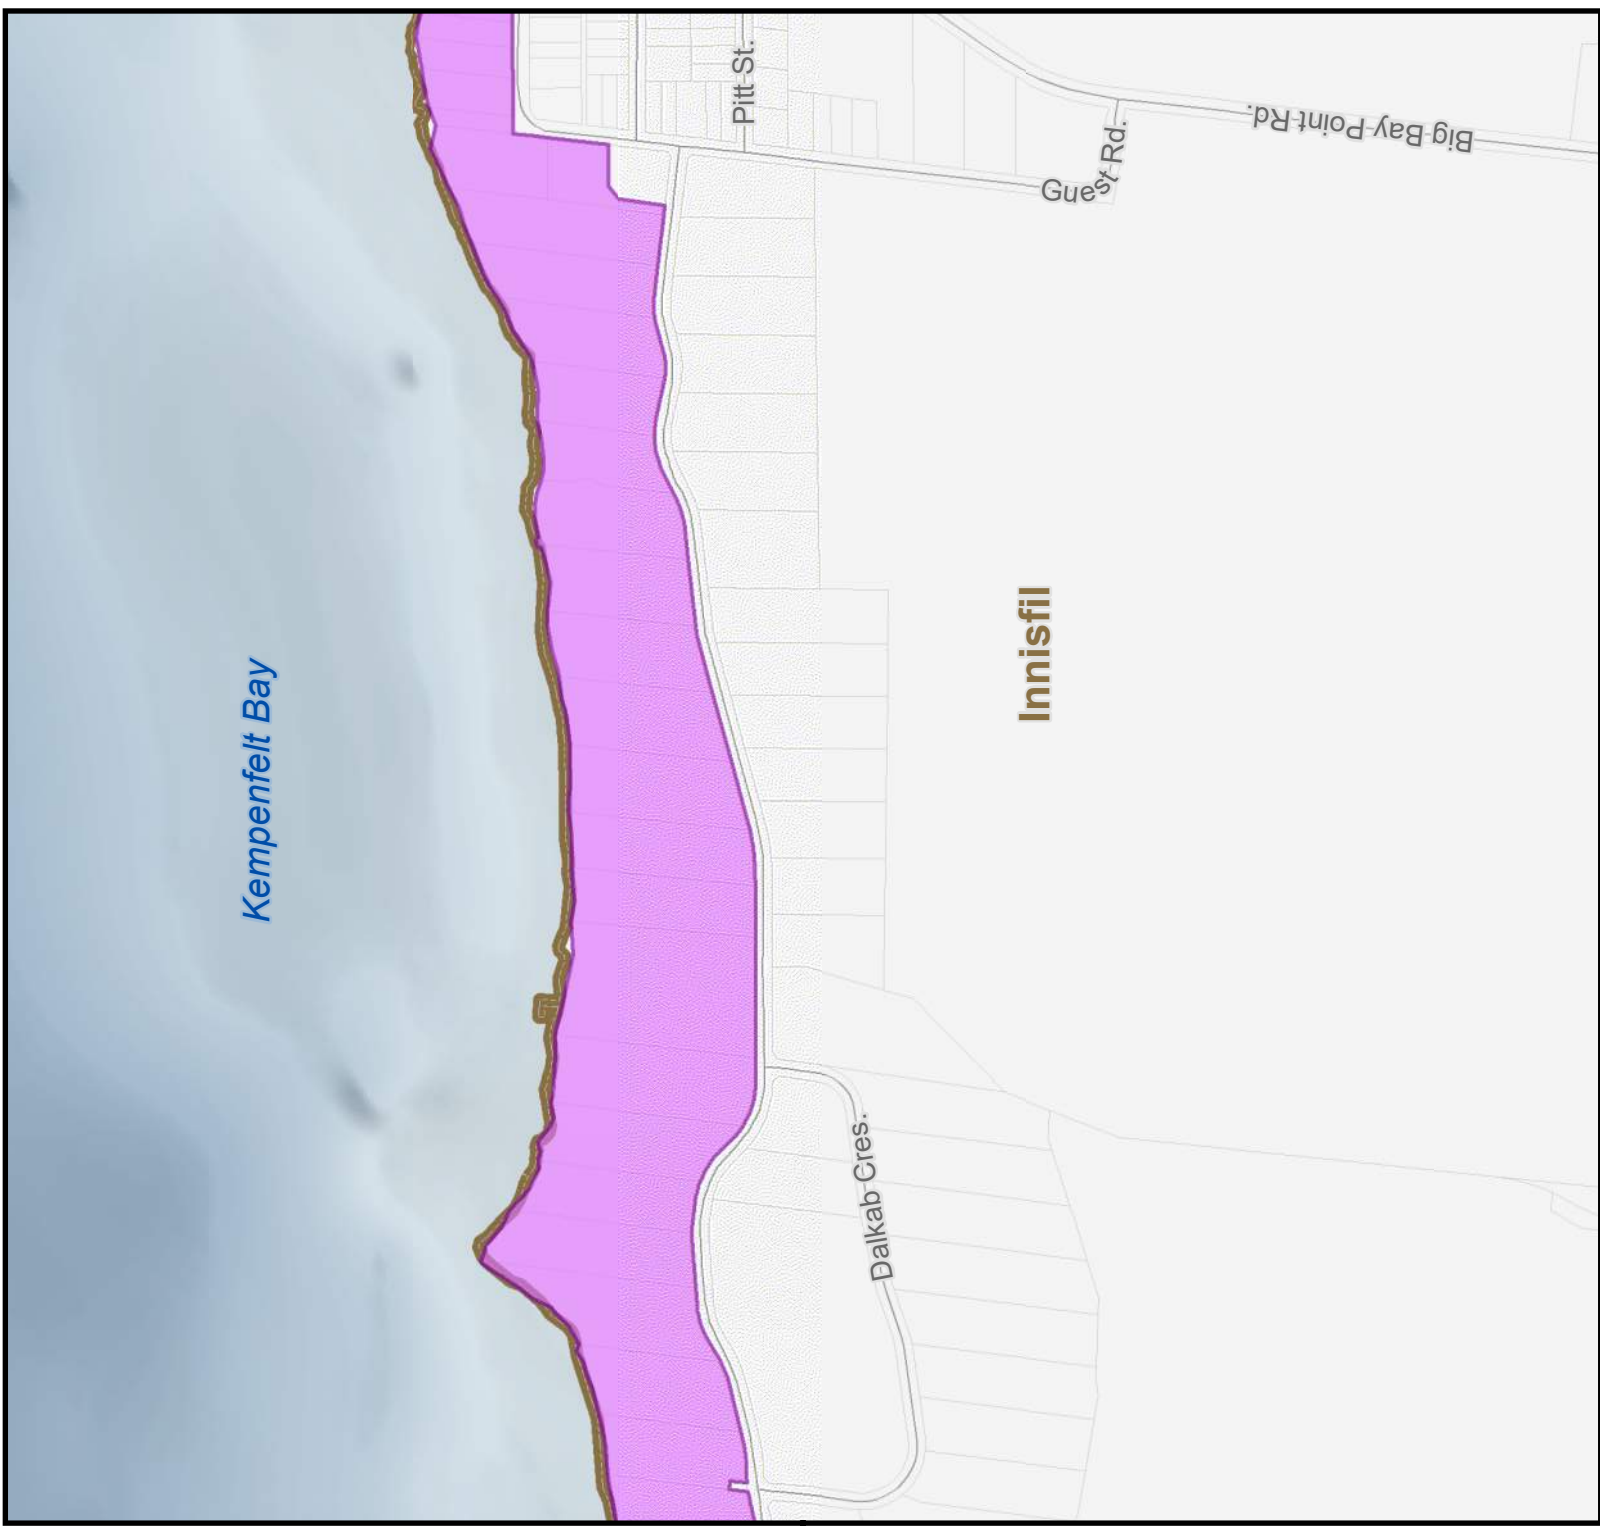 Pitt St.
Big Bay Point Rd.
Guest Rd.
Innisfil
Kempenfelt Bay
Dalkab Cres.